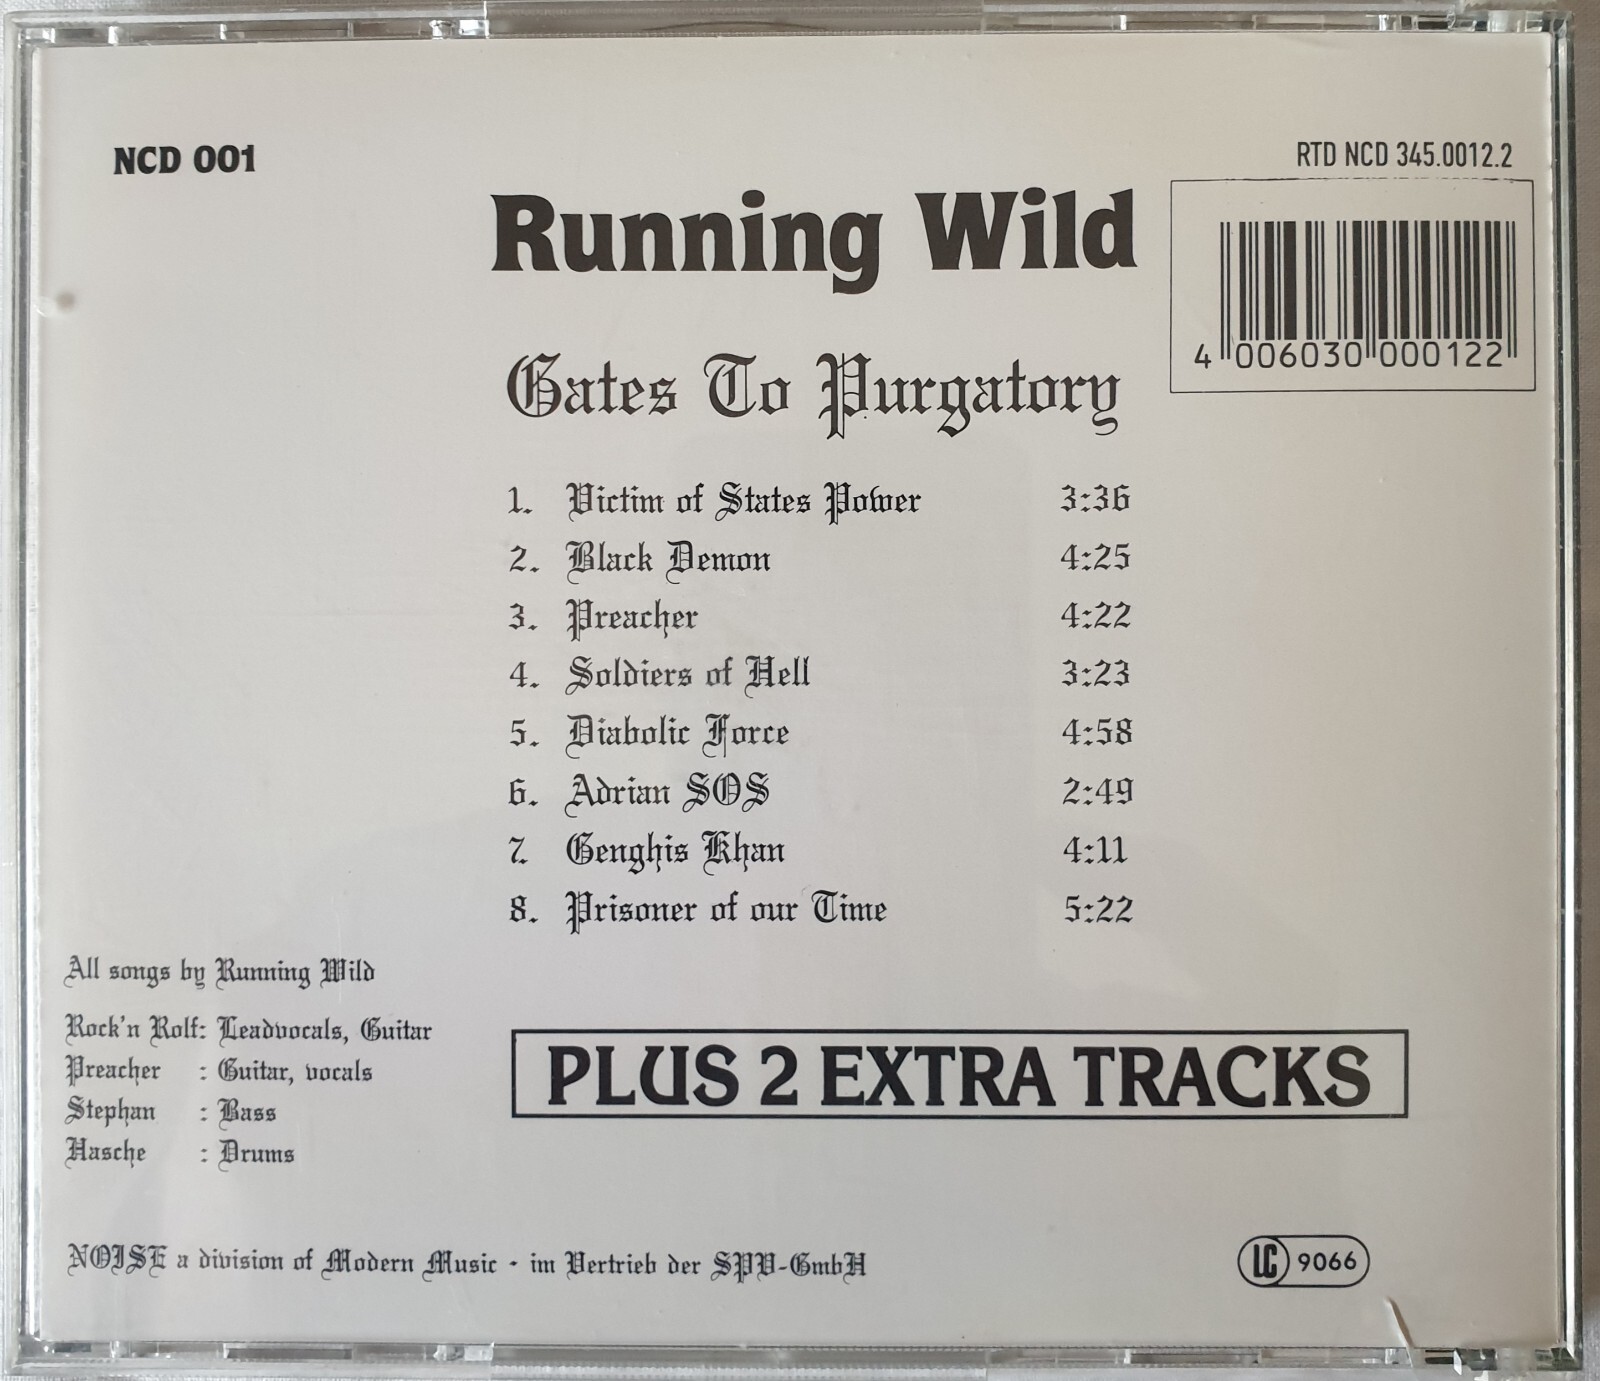 NCD 001
RTD NCD 345.0012.2
4 006030 000122
Running Wild
Gates To Purgatory
1. Victim of States Power 3:36
2. Black Demon 4:25
3. Preacher 4:22
4. Soldiers of Hell 3:23
5. Diabolic Force 4:58
6. Adrian SOS 2:49
7. Genghis Khan 4:11
8. Prisoner of our Time 5:22
All songs by Running Wild
Rock'n Rolf: Leadvocals, Guitar
Preacher : Guitar, vocals
Stephan : Bass
Hasche : Drums
PLUS 2 EXTRA TRACKS
NOISE a division of Modern Music - im Vertrieb der SPV-GmbH
LC 9066